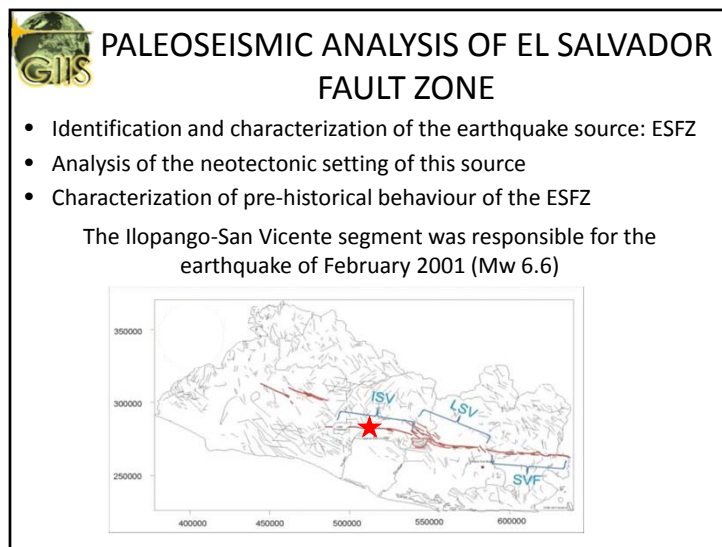 GIIS
PALEOSEISMIC ANALYSIS OF EL SALVADOR
FAULT ZONE
• Identification and characterization of the earthquake source: ESFZ
• Analysis of the neotectonic setting of this source
• Characterization of pre-historical behaviour of the ESFZ
The Ilopango-San Vicente segment was responsible for the
earthquake of February 2001 (Mw 6.6)
350000
300000
250000
ISV
LSV
SVF
400000 450000 500000 550000 600000